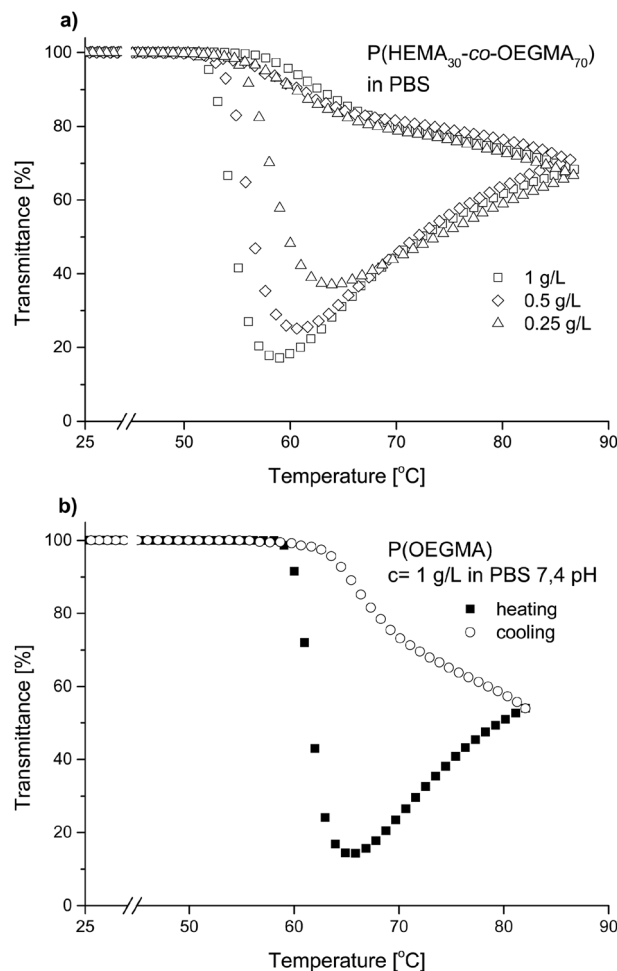 a)
P(HEMA30-co-OEGMA70)
in PBS
100
80
60
40
20
0
Transmittance [%]
1 g/L
0.5 g/L
0.25 g/L
25 50 60 70 80 90
Temperature [°C]
b)
P(OEGMA)
c= 1 g/L in PBS 7,4 pH
heating
cooling
100
80
60
40
20
0
Transmittance [%]
25 50 60 70 80 90
Temperature [°C]